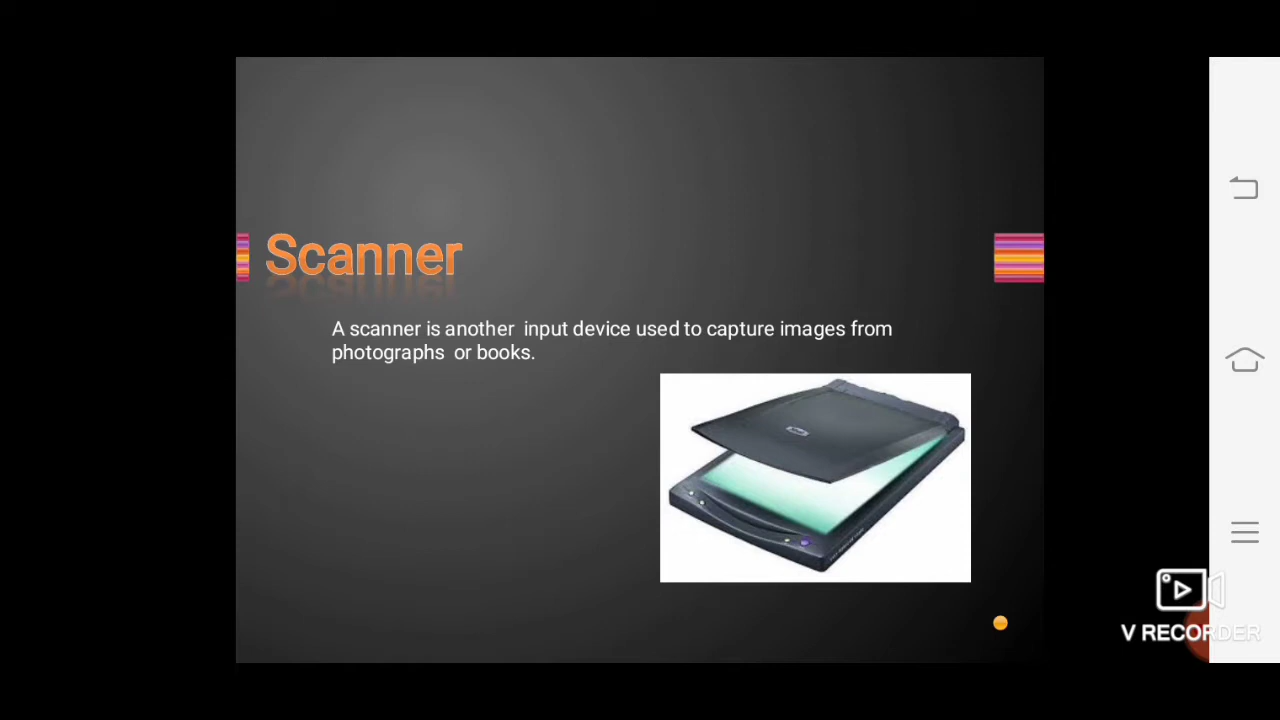 Scanner
A scanner is another  input device used to capture images from
photographs  or books.
V RECORDER